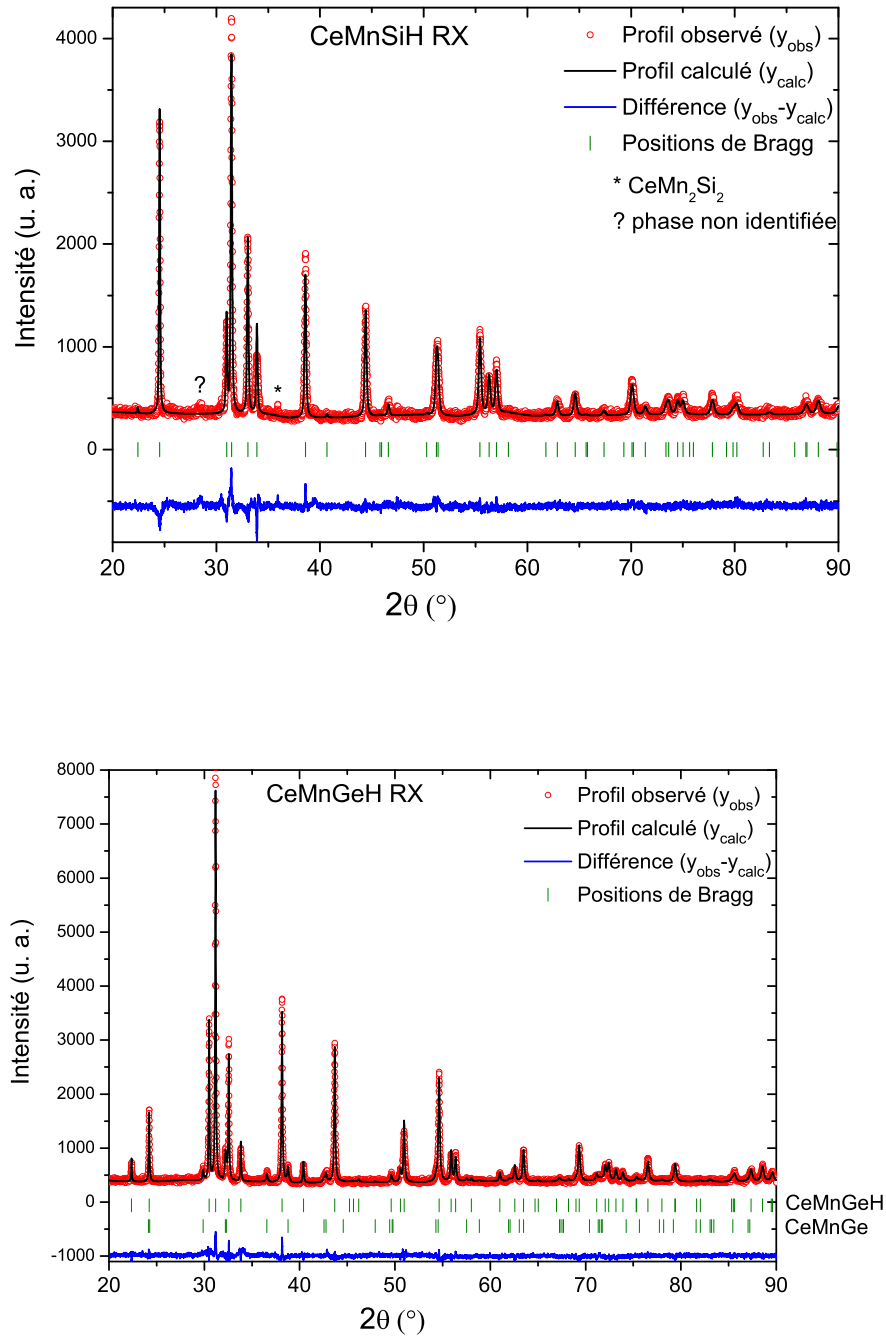 CeMnSiH RX
Profil observé (y_obs)
Profil calculé (y_calc)
Différence (y_obs-y_calc)
Positions de Bragg
* CeMn₂Si₂
? phase non identifiée
Intensité (u. a.)
4000
3000
2000
1000
0
?
*
20 30 40 50 60 70 80 90
2θ (°)
CeMnGeH RX
Profil observé (y_obs)
Profil calculé (y_calc)
Différence (y_obs-y_calc)
Positions de Bragg
Intensité (u. a.)
8000
7000
6000
5000
4000
3000
2000
1000
0
-1000
CeMnGeH
CeMnGe
20 30 40 50 60 70 80 90
2θ (°)